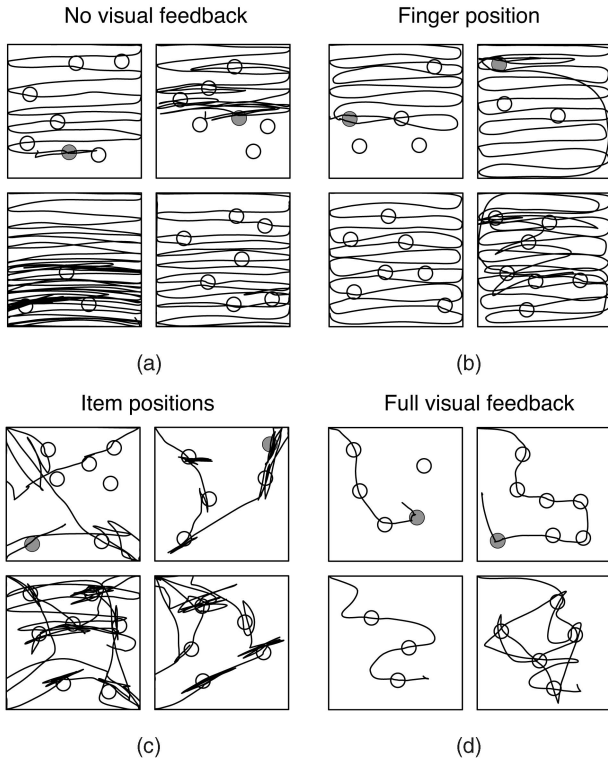 No visual feedback
Finger position
(a)
(b)
Item positions
Full visual feedback
(c)
(d)